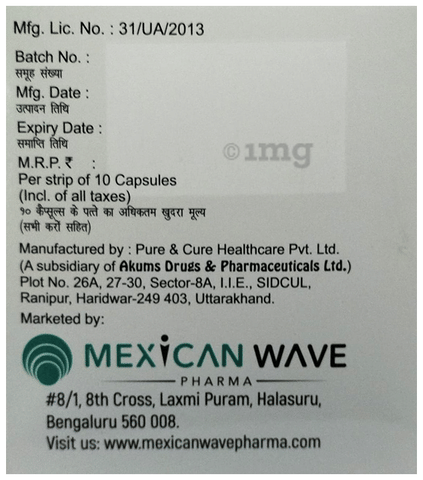 Mfg. Lic. No. : 31/UA/2013
Batch No. :
समूह संख्या
Mfg. Date :
उत्पादन तिथि
Expiry Date :
समाप्ति तिथि
©1mg
M.R.P. ₹ :
Per strip of 10 Capsules
(Incl. of all taxes)
१० कैप्सूल्स के पत्ते का अधिकतम खुदरा मूल्य
(सभी करों सहित)
Manufactured by : Pure & Cure Healthcare Pvt. Ltd.
(A subsidiary of Akums Drugs & Pharmaceuticals Ltd.)
Plot No. 26A, 27-30, Sector-8A, I.I.E., SIDCUL,
Ranipur, Haridwar-249 403, Uttarakhand.
Marketed by:
MEXICAN WAVE
PHARMA
#8/1, 8th Cross, Laxmi Puram, Halasuru,
Bengaluru 560 008.
Visit us: www.mexicanwavepharma.com